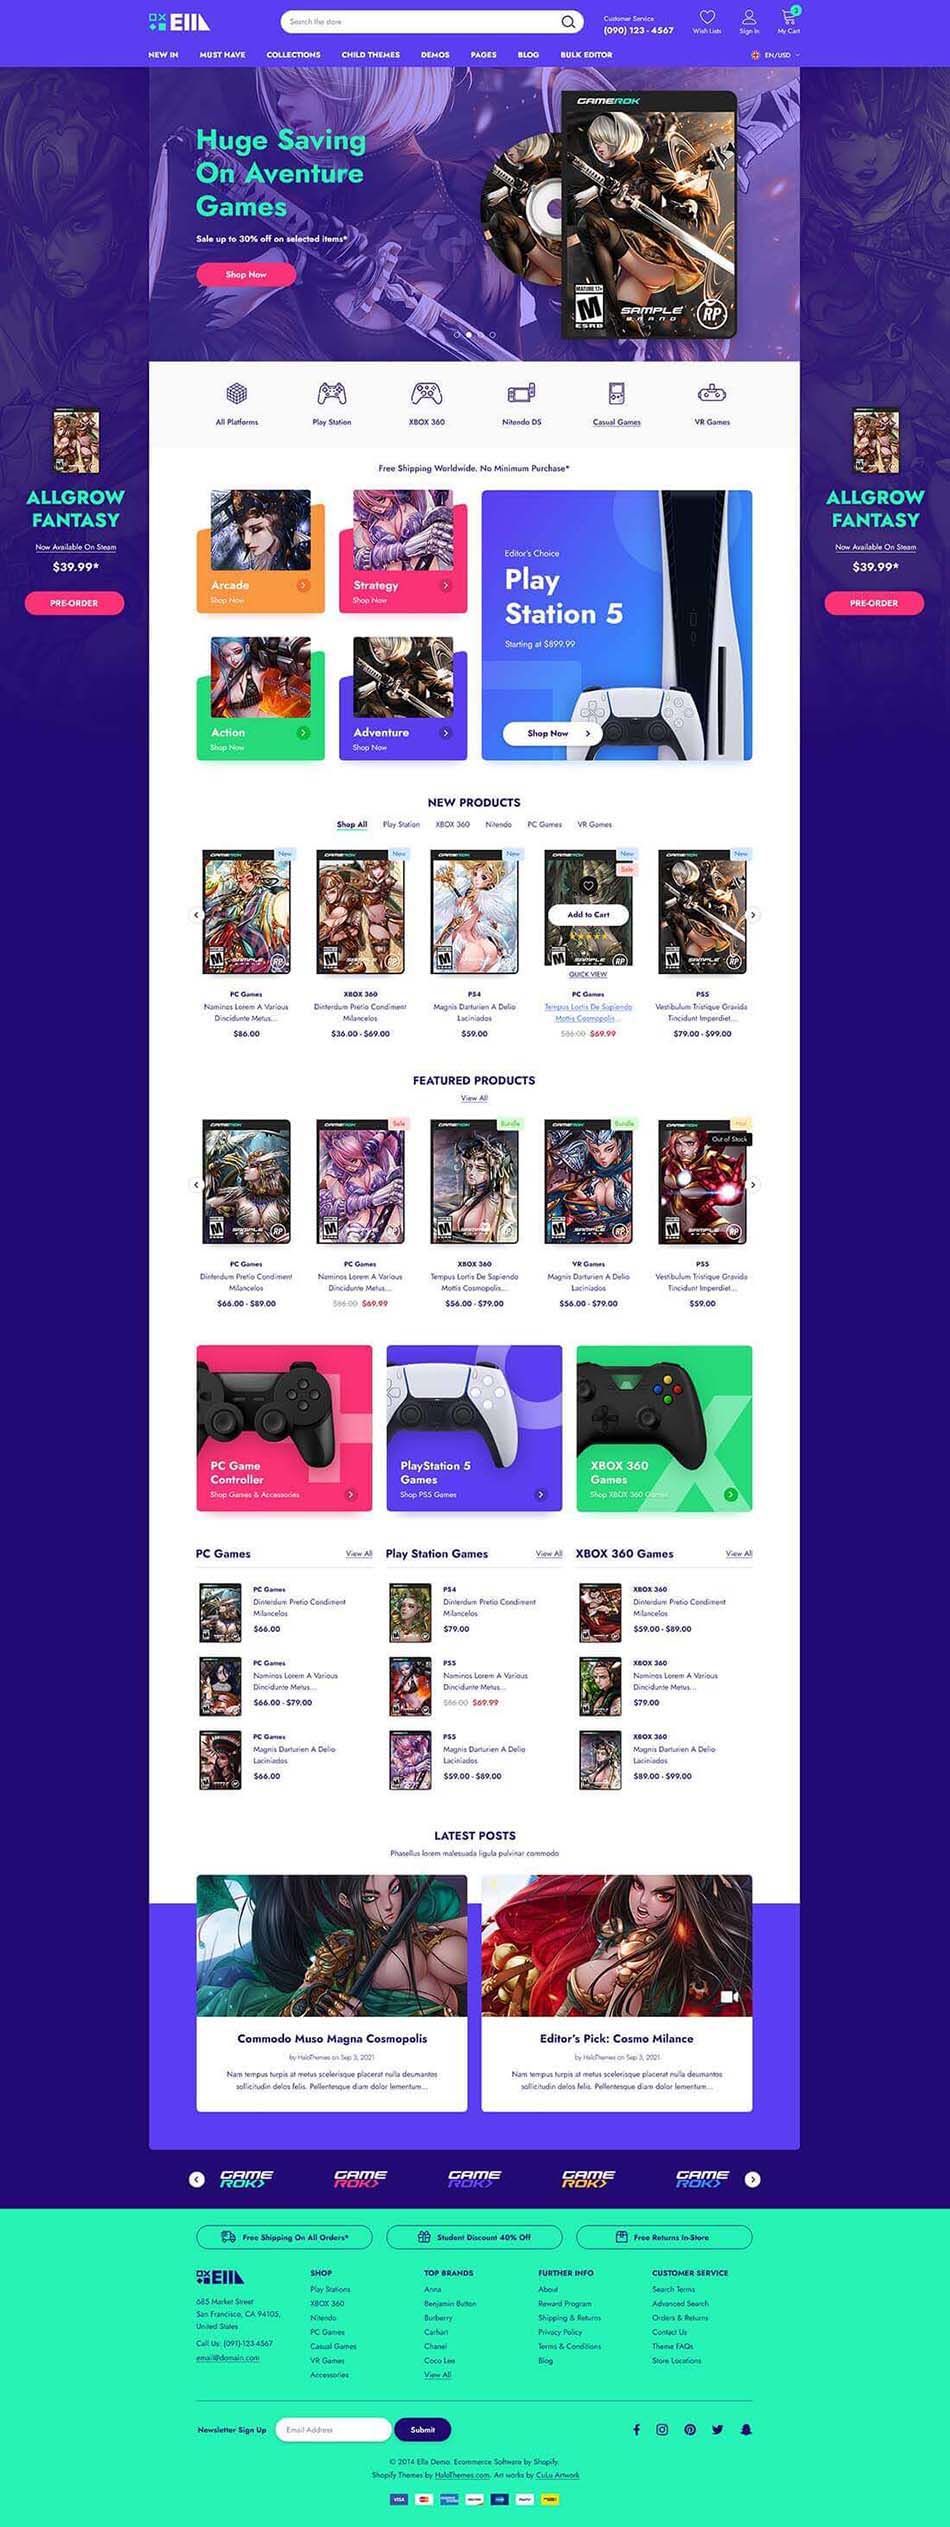 Ella
Search the store
Customer Service
(090) 123 - 4567
Wish Lists
Sign In
My Cart
NEW IN
MUST HAVE
COLLECTIONS
CHILD THEMES
DEMOS
PAGES
BLOG
BULK EDITOR
EN/USD
Huge Saving
On Aventure
Games
Sale up to 30% off on selected items*
Shop Now
GAMEROK
MATURE 17+
M
ESRB
SAMPLE
BRAND
RP
All Platforms
Play Station
XBOX 360
Nitendo DS
Casual Games
VR Games
ALLGROW
FANTASY
Now Available On Steam
$39.99*
PRE-ORDER
ALLGROW
FANTASY
Now Available On Steam
$39.99*
PRE-ORDER
Free Shipping Worldwide. No Minimum Purchase*
Arcade
Shop Now
Strategy
Shop Now
Action
Shop Now
Adventure
Shop Now
Editor's Choice
Play
Station 5
Starting at $899.99
Shop Now
NEW PRODUCTS
Shop All
Play Station
XBOX 360
Nitendo
PC Games
VR Games
New
New
New
New
Sale
New
Add to Cart
QUICK VIEW
PC Games
Naminos Lorem A Various
Dincidunte Metus...
$86.00
XBOX 360
Dinterdum Pretio Condiment
Milancelos
$36.00 - $69.00
PS4
Magnis Darturien A Delio
Laciniados
$59.00
PC Games
Tempus Lortis De Sapiendo
Mattis Cosmopolis...
$86.00 $69.99
PS5
Vestibulum Tristique Gravida
Tincidunt Imperdiet...
$79.00 - $99.00
FEATURED PRODUCTS
View All
Sale
Bundle
Bundle
Hot
Out of Stock
PC Games
Dinterdum Pretio Condiment
Milancelos
$66.00 - $89.00
PC Games
Naminos Lorem A Various
Dincidunte Metus...
$86.00 $69.99
XBOX 360
Tempus Lortis De Sapiendo
Mattis Cosmopolis...
$56.00 - $79.00
VR Games
Magnis Darturien A Delio
Laciniados
$56.00 - $79.00
PS5
Vestibulum Tristique Gravida
Tincidunt Imperdiet...
$59.00
PC Game
Controller
Shop Games & Accessories
PlayStation 5
Games
Shop PS5 Games
XBOX 360
Games
Shop XBOX 360 Games
PC Games
View All
PC Games
Dinterdum Pretio Condiment
Milancelos
$66.00
PC Games
Naminos Lorem A Various
Dincidunte Metus...
$66.00 - $79.00
PC Games
Magnis Darturien A Delio
Laciniados
$66.00
Play Station Games
View All
PS4
Dinterdum Pretio Condiment
Milancelos
$79.00
PS5
Naminos Lorem A Various
Dincidunte Metus...
$86.00 $69.99
PS5
Magnis Darturien A Delio
Laciniados
$59.00 - $89.00
XBOX 360 Games
View All
XBOX 360
Dinterdum Pretio Condiment
Milancelos
$59.00 - $89.00
XBOX 360
Naminos Lorem A Various
Dincidunte Metus...
$79.00
XBOX 360
Magnis Darturien A Delio
Laciniados
$89.00 - $99.00
LATEST POSTS
Phasellus lorem malesuada ligula pulvinar commodo
Commodo Muso Magna Cosmopolis
by HaloThemes on Sep 3, 2021
Nam tempus turpis at metus scelerisque placerat nulla deumantos
sollicitudin delos felis. Pellentesque diam dolor lementum...
Editor's Pick: Cosmo Milance
by HaloThemes on Sep 3, 2021
Nam tempus turpis at metus scelerisque placerat nulla deumantos
sollicitudin delos felis. Pellentesque diam dolor lementum...
GAME
ROK
GAME
ROK
GAME
ROK
GAME
ROK
GAME
ROK
Free Shipping On All Orders*
Student Discount 40% Off
Free Returns In-Store
Ella
685 Market Street
San Frincisco, CA 94105,
United States
Call Us: (091)-123-4567
email@domain.com
SHOP
Play Stations
XBOX 360
Nitendo
PC Games
Casual Games
VR Games
Accessories
TOP BRANDS
Anna
Benjamin Button
Burberry
Carhart
Chanel
Coco Lee
View All
FURTHER INFO
About
Reward Program
Shipping & Returns
Privacy Policy
Terms & Conditions
Blog
CUSTOMER SERVICE
Search Terms
Advanced Search
Orders & Returns
Contact Us
Theme FAQs
Store Locations
Newsletter Sign Up
Email Address
Submit
© 2014 Ella Demo. Ecommerce Software by Shopify.
Shopify Themes by HaloThemes.com. Art works by CuLu Artwork
VISA